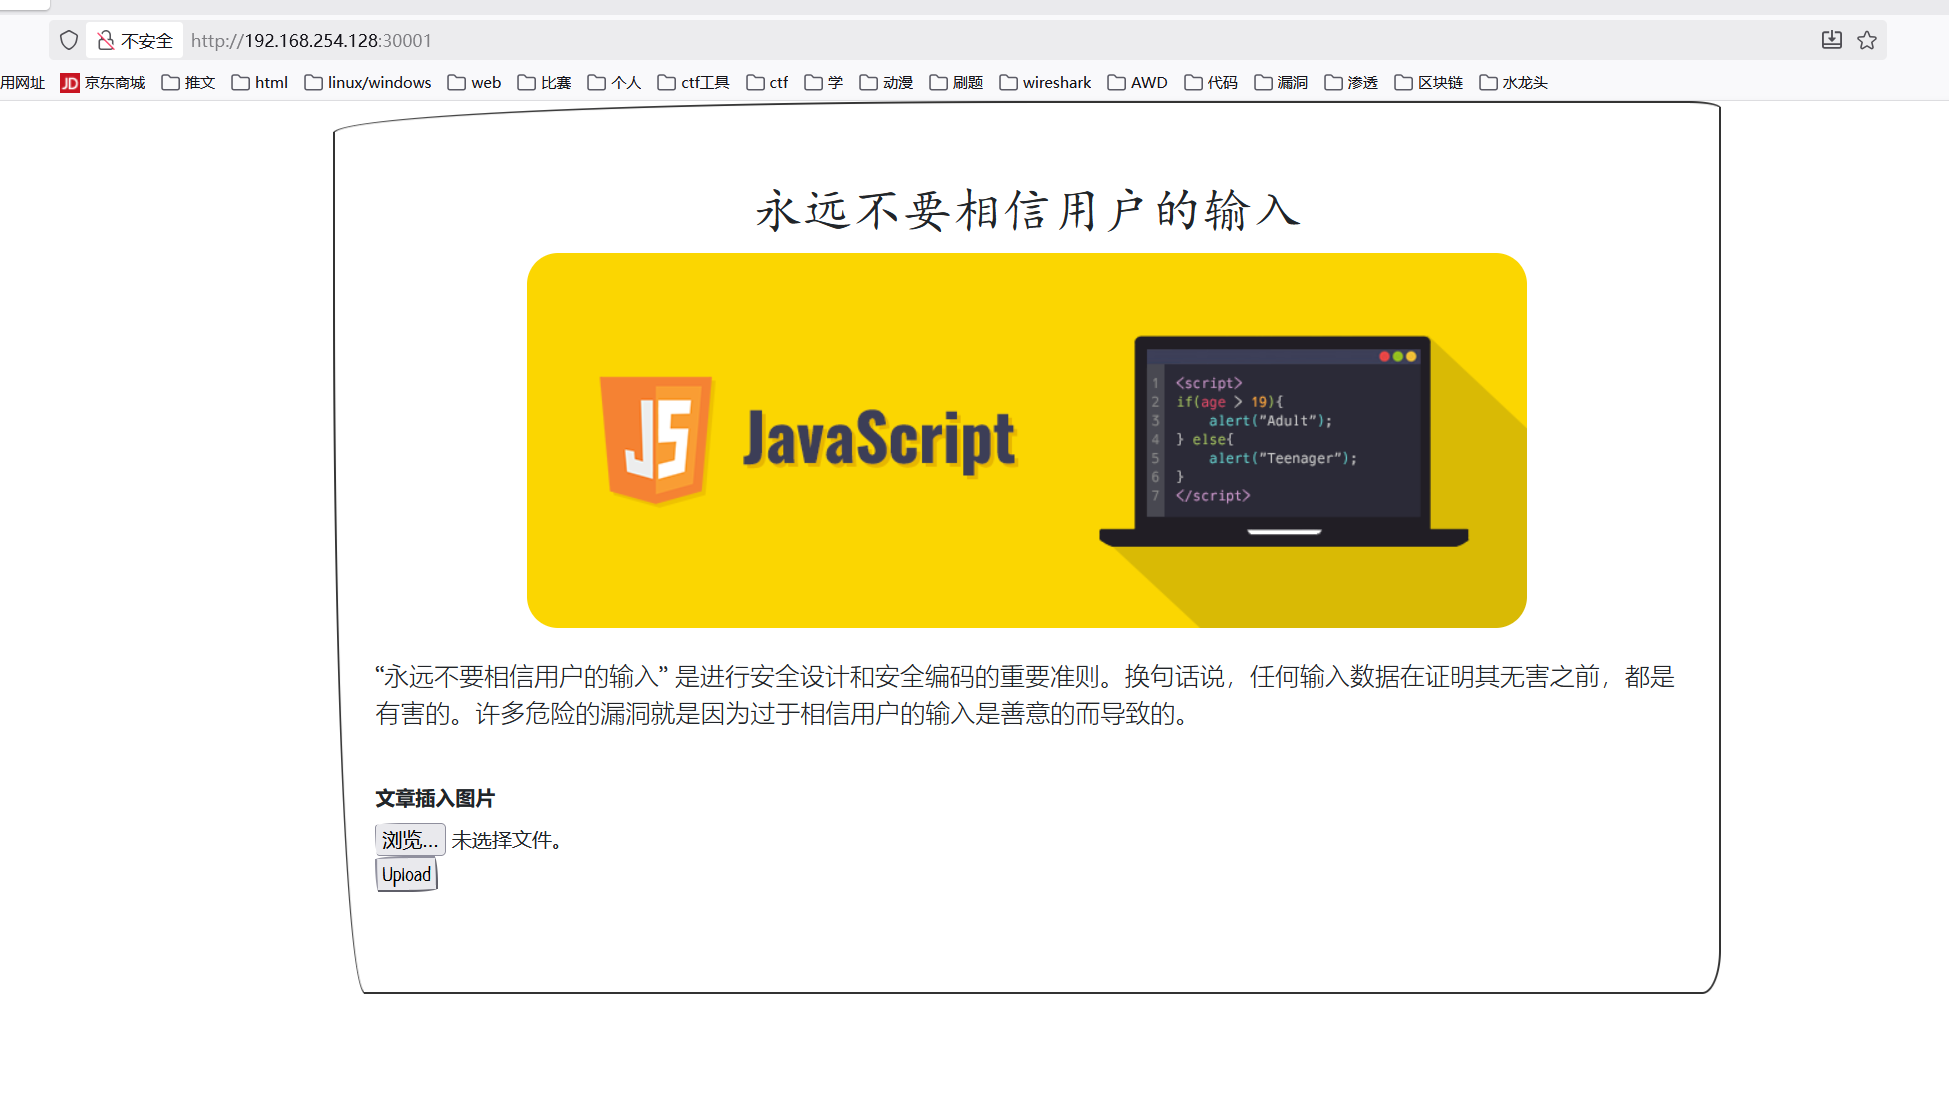 不安全 http://192.168.254.128:30001
用网址 JD 京东商城 推文 html linux/windows web 比赛 个人 ctf工具 ctf 学 动漫 刷题 wireshark AWD 代码 漏洞 渗透 区块链 水龙头
永远不要相信用户的输入
JS JavaScript
1 <script>
2 if(age > 19){
3 alert("Adult");
4 } else{
5 alert("Teenager");
6 }
7 </script>
“永远不要相信用户的输入” 是进行安全设计和安全编码的重要准则。换句话说，任何输入数据在证明其无害之前，都是
有害的。许多危险的漏洞就是因为过于相信用户的输入是善意的而导致的。
文章插入图片
浏览... 未选择文件。
Upload